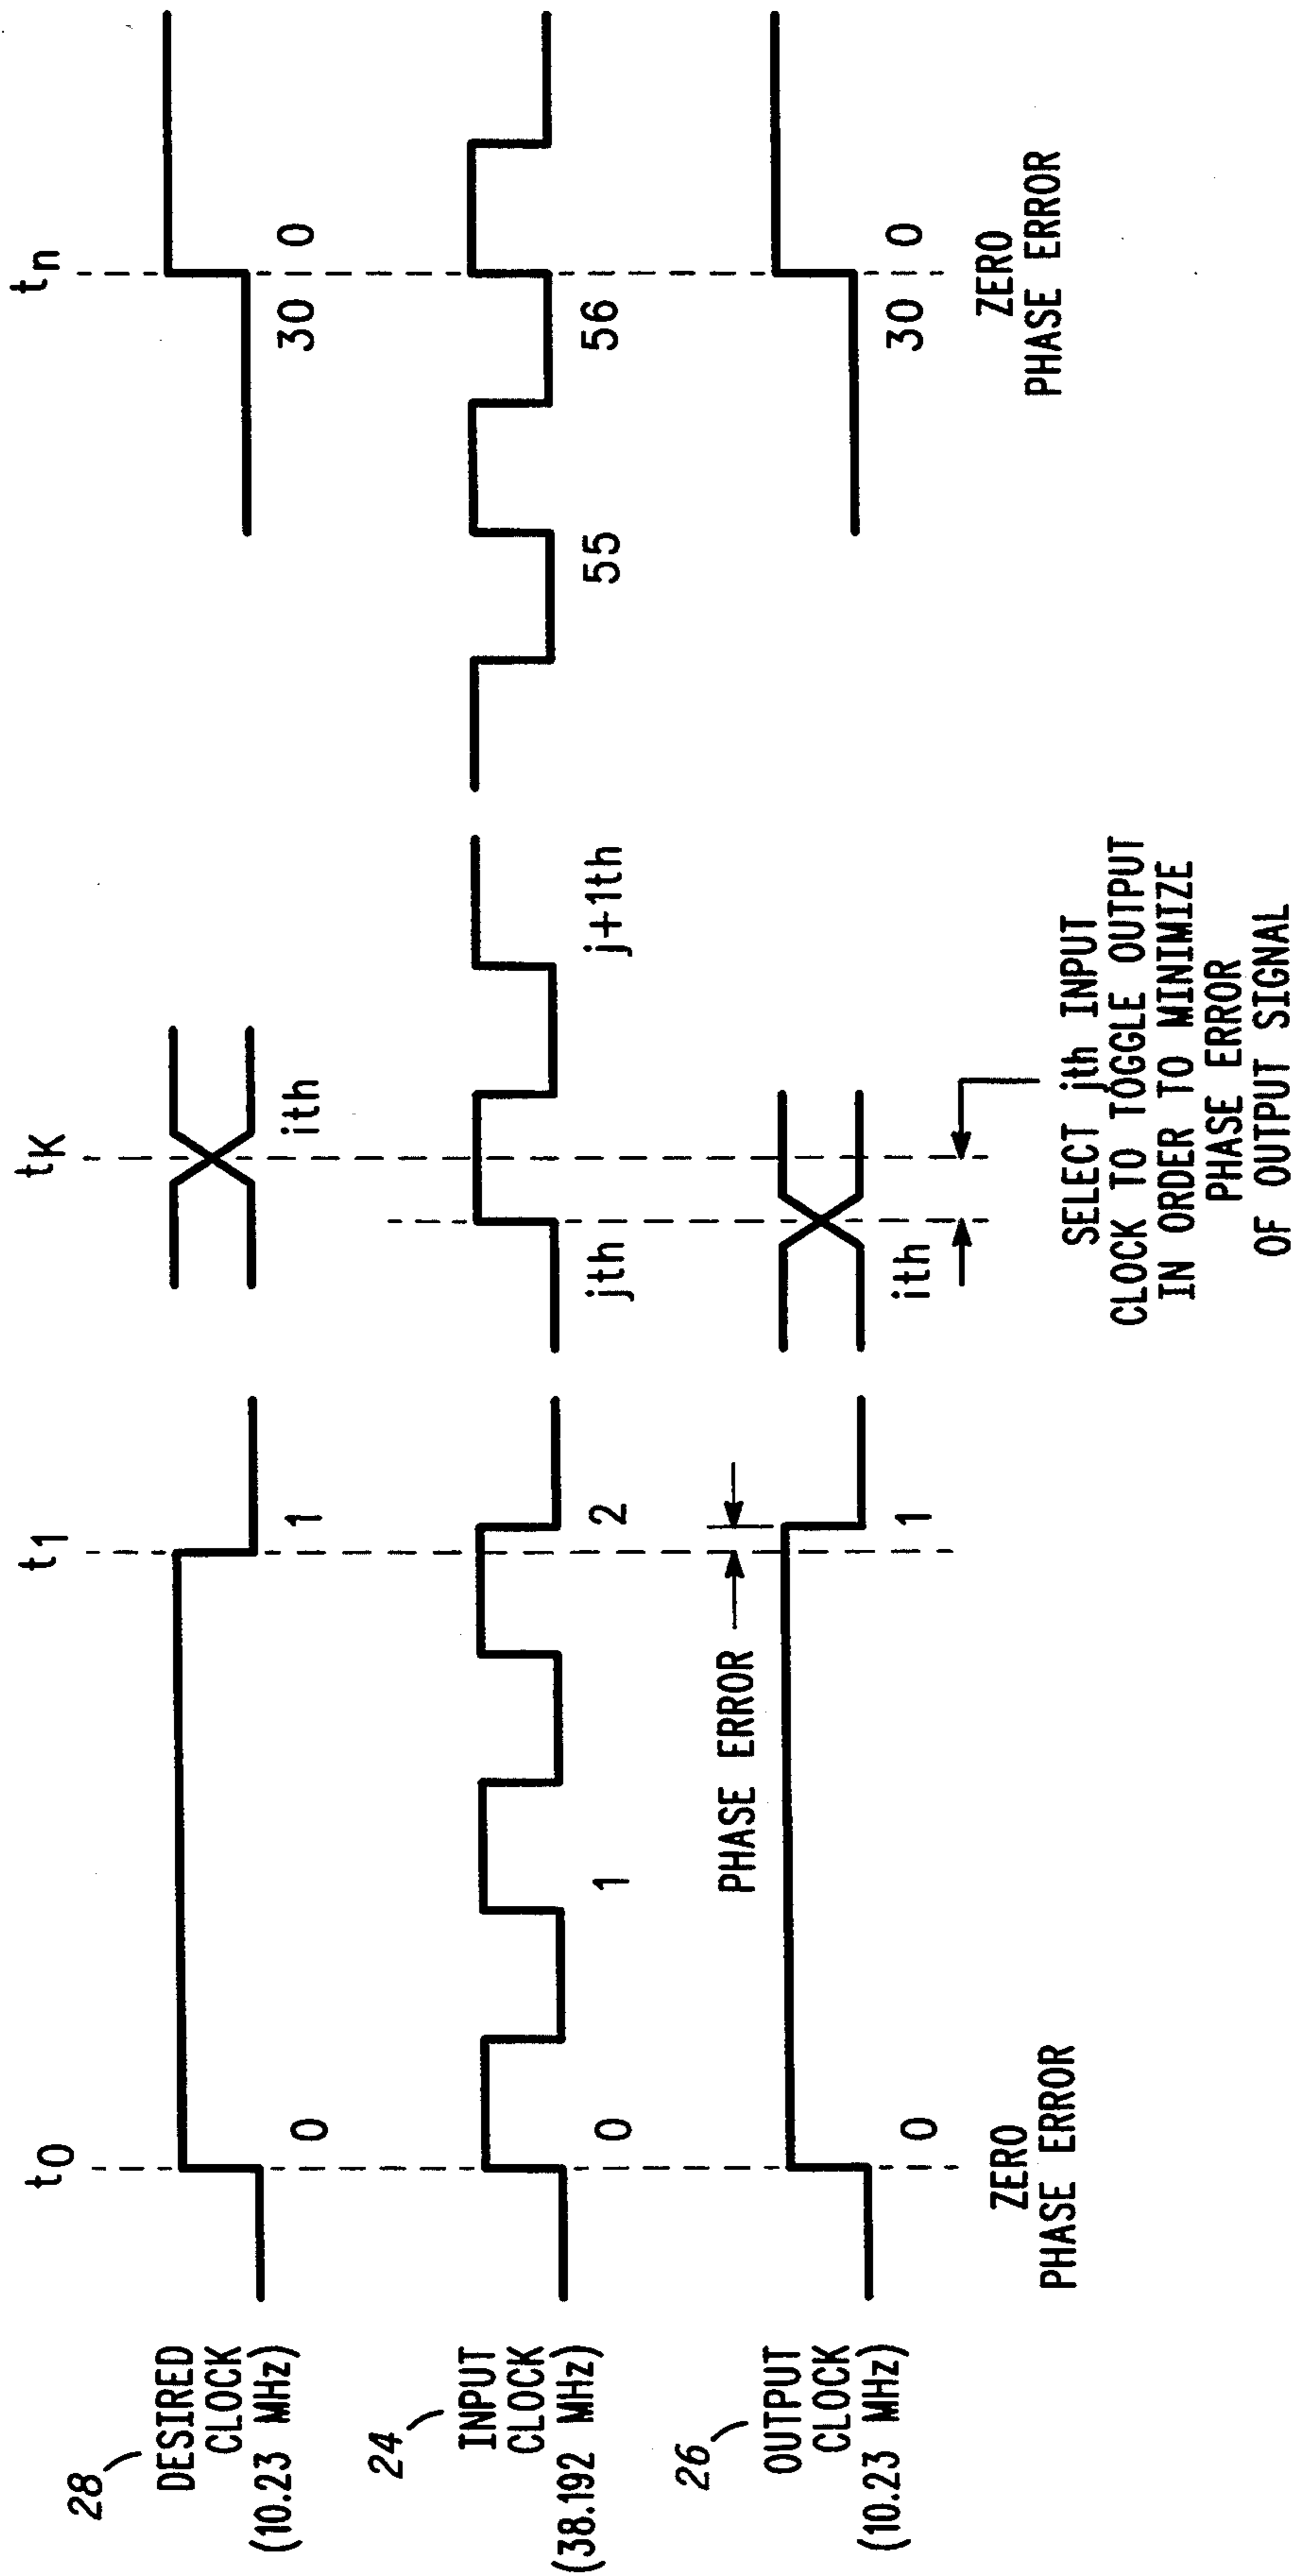 t0
t1
tK
tn
28
DESIRED
CLOCK
(10.23 MHz)
0
1
ith
30 0
24
INPUT
CLOCK
(38.192 MHz)
0
1
2
jth
j+1th
55
56
26
OUTPUT
CLOCK
(10.23 MHz)
0
PHASE ERROR
1
ith
30 0
ZERO
PHASE ERROR
SELECT jth INPUT
CLOCK TO TOGGLE OUTPUT
IN ORDER TO MINIMIZE
PHASE ERROR
OF OUTPUT SIGNAL
ZERO
PHASE ERROR